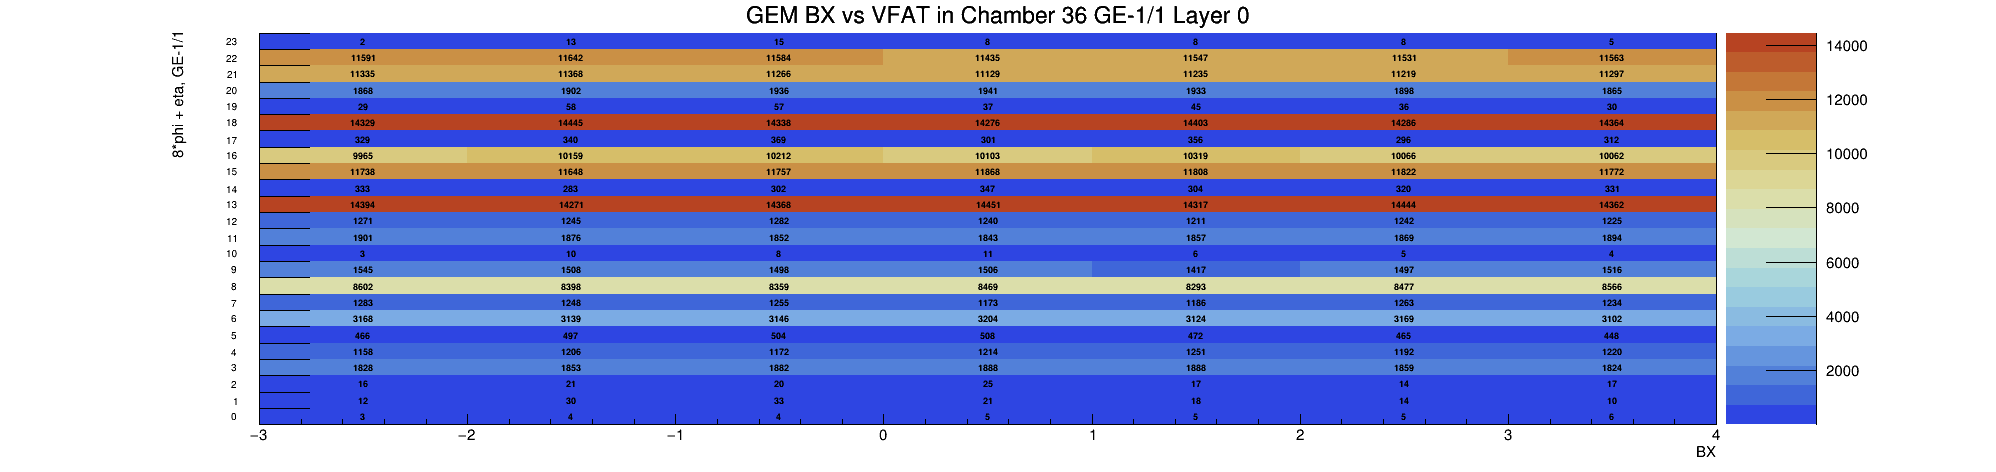 GEM BX vs VFAT in Chamber 36 GE-1/1 Layer 0
8*phi + eta, GE-1/1
23 2 13 15 8 8 8 5
22 11591 11642 11584 11435 11547 11531 11563
21 11335 11368 11266 11129 11235 11219 11297
20 1868 1902 1936 1941 1933 1898 1865
19 29 58 57 37 45 36 30
18 14329 14445 14338 14276 14403 14286 14364
17 329 340 369 301 356 296 312
16 9965 10159 10212 10103 10319 10066 10062
15 11738 11648 11757 11868 11808 11822 11772
14 333 283 302 347 304 320 331
13 14394 14271 14368 14451 14317 14444 14362
12 1271 1245 1282 1240 1211 1242 1225
11 1901 1876 1852 1843 1857 1869 1894
10 3 10 8 11 6 5 4
9 1545 1508 1498 1506 1417 1497 1516
8 8602 8398 8359 8469 8293 8477 8566
7 1283 1248 1255 1173 1186 1263 1234
6 3168 3139 3146 3204 3124 3169 3102
5 466 497 504 508 472 465 448
4 1158 1206 1172 1214 1251 1192 1220
3 1828 1853 1882 1888 1888 1859 1824
2 16 21 20 25 17 14 17
1 12 30 33 21 18 14 10
0 3 4 4 5 5 5 6
−3 −2 −1 0 1 2 3 4
BX
14000
12000
10000
8000
6000
4000
2000